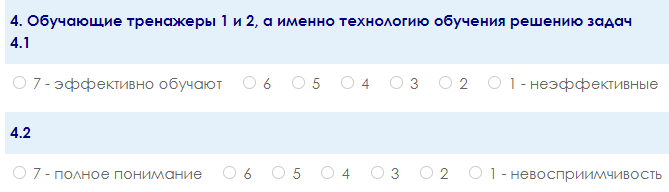 4. Обучающие тренажеры 1 и 2, а именно технологию обучения решению задач
4.1
7 - эффективно обучают 6 5 4 3 2 1 - неэффективные
4.2
7 - полное понимание 6 5 4 3 2 1 - невосприимчивость